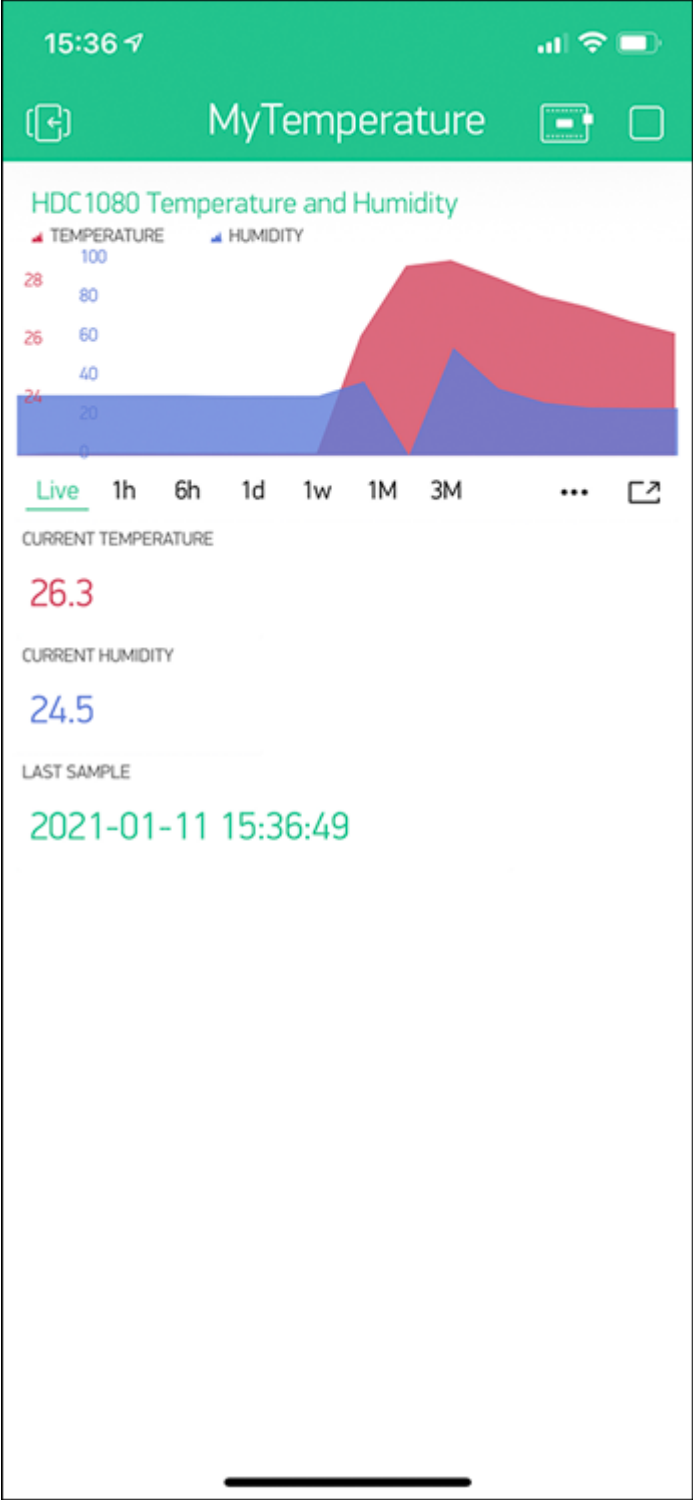 15:36
MyTemperature
HDC1080 Temperature and Humidity
TEMPERATURE HUMIDITY
100
28
80
26 60
40
24
20
0
Live 1h 6h 1d 1w 1M 3M ...
CURRENT TEMPERATURE
26.3
CURRENT HUMIDITY
24.5
LAST SAMPLE
2021-01-11 15:36:49